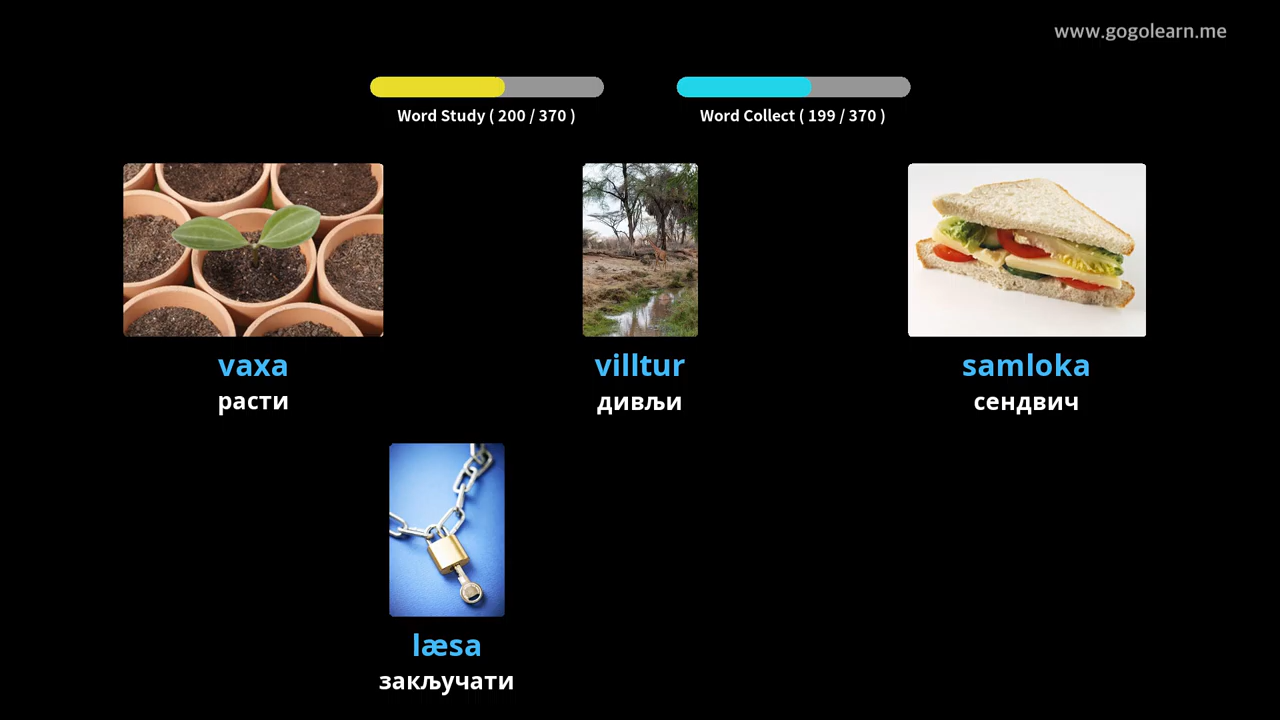 www.gogolearn.me
Word Study ( 200 / 370 )
Word Collect ( 199 / 370 )
vaxa
расти
villtur
дивљи
samloka
сендвич
læsa
закључати